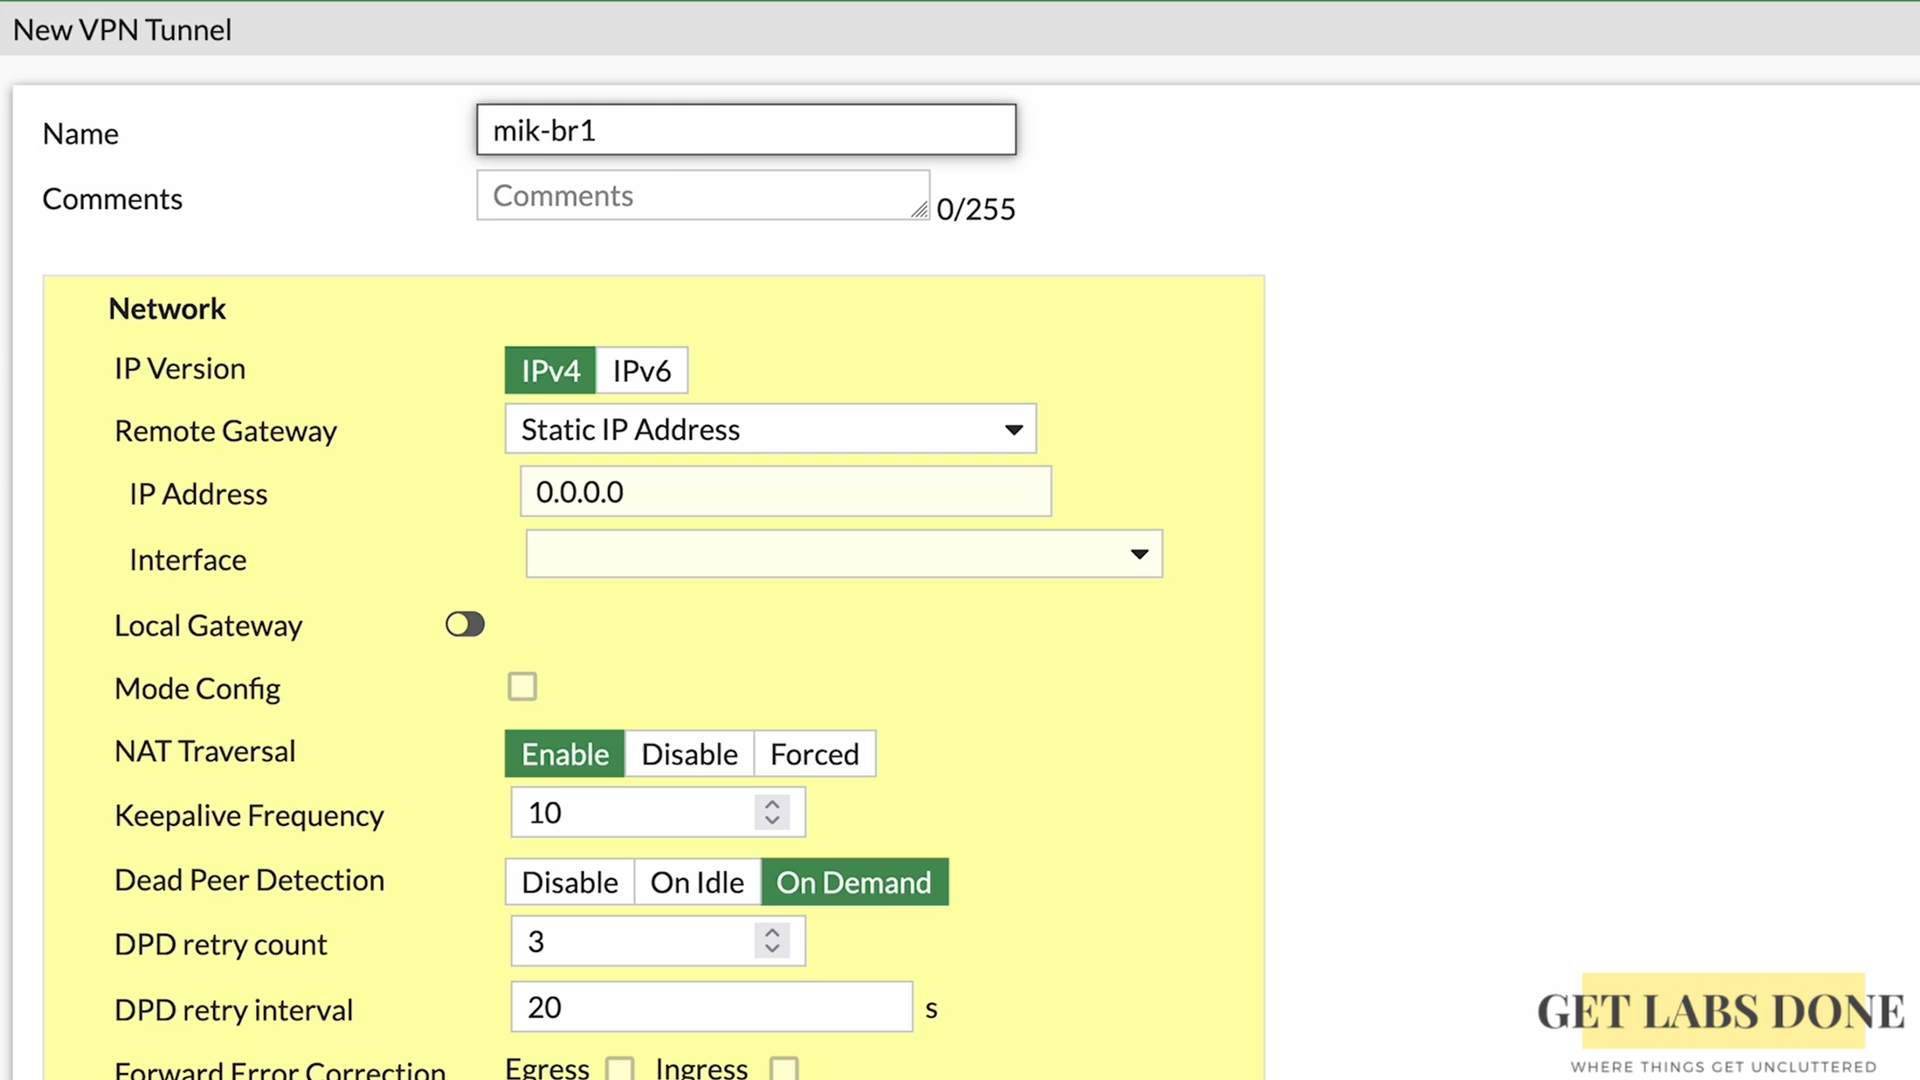 New VPN Tunnel
Name mik-br1
Comments Comments 0/255
Network
IP Version IPv4 IPv6
Remote Gateway Static IP Address
IP Address 0.0.0.0
Interface
Local Gateway
Mode Config
NAT Traversal Enable Disable Forced
Keepalive Frequency 10
Dead Peer Detection Disable On Idle On Demand
DPD retry count 3
DPD retry interval 20 s
Forward Error Correction Egress Ingress
GET LABS DONE
WHERE THINGS GET UNCLUTTERED